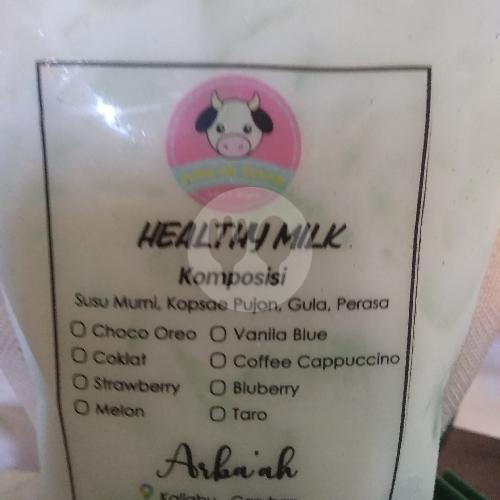 HEALTHY MILK
Komposisi
Susu Murni, Kopsae Pujon, Gula, Perasa
Choco Oreo
Vanila Blue
Coklat
Coffee Cappuccino
Strawberry
Bluberry
Melon
Taro
Arba'ah